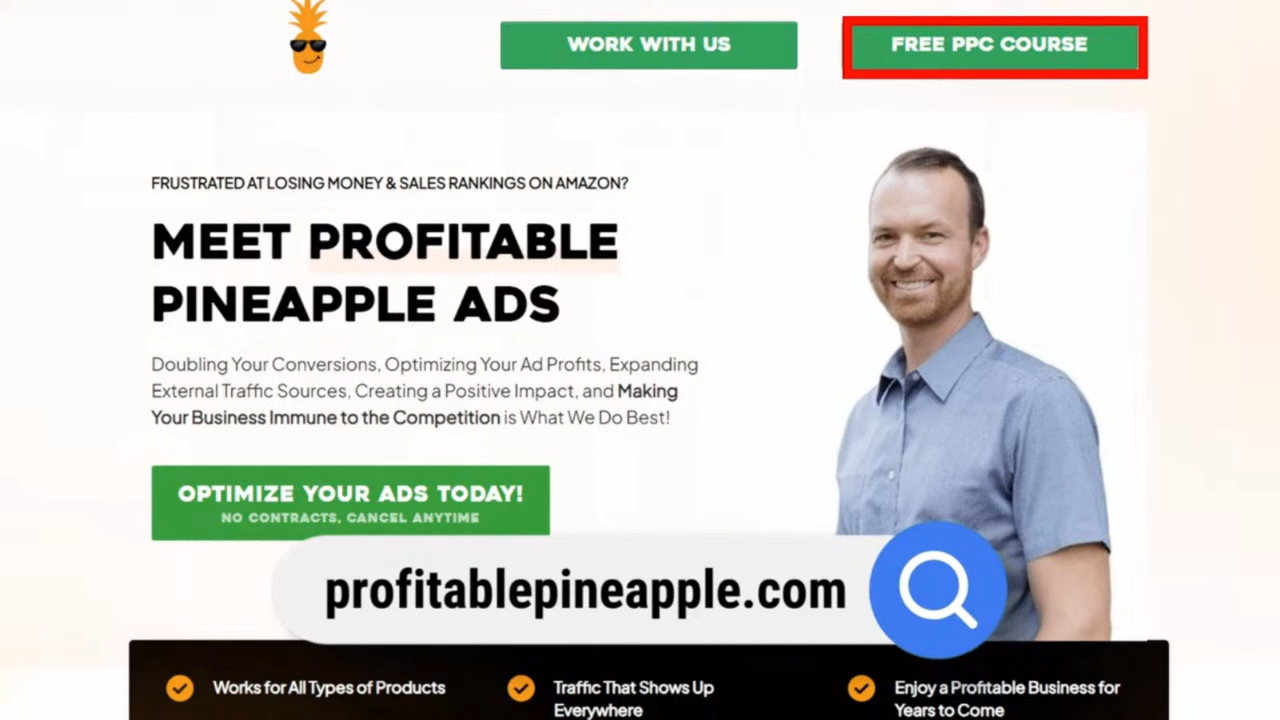 WORK WITH US
FREE PPC COURSE
FRUSTRATED AT LOSING MONEY & SALES RANKINGS ON AMAZON?
MEET PROFITABLE
PINEAPPLE ADS
Doubling Your Conversions, Optimizing Your Ad Profits, Expanding
External Traffic Sources, Creating a Positive Impact, and Making
Your Business Immune to the Competition is What We Do Best!
OPTIMIZE YOUR ADS TODAY!
NO CONTRACTS, CANCEL ANYTIME
profitablepineapple.com
Works for All Types of Products
Traffic That Shows Up
Everywhere
Enjoy a Profitable Business for
Years to Come